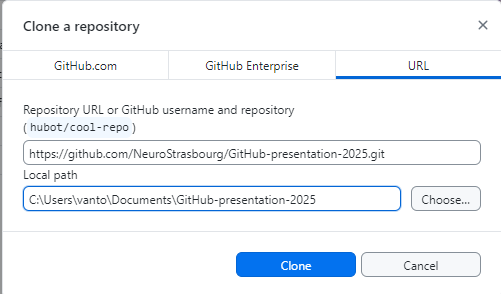 Clone a repository
GitHub.com
GitHub Enterprise
URL
Repository URL or GitHub username and repository
( hubot/cool-repo )
https://github.com/NeuroStrasbourg/GitHub-presentation-2025.git
Local path
C:\Users\vanto\Documents\GitHub-presentation-2025
Choose...
Clone
Cancel